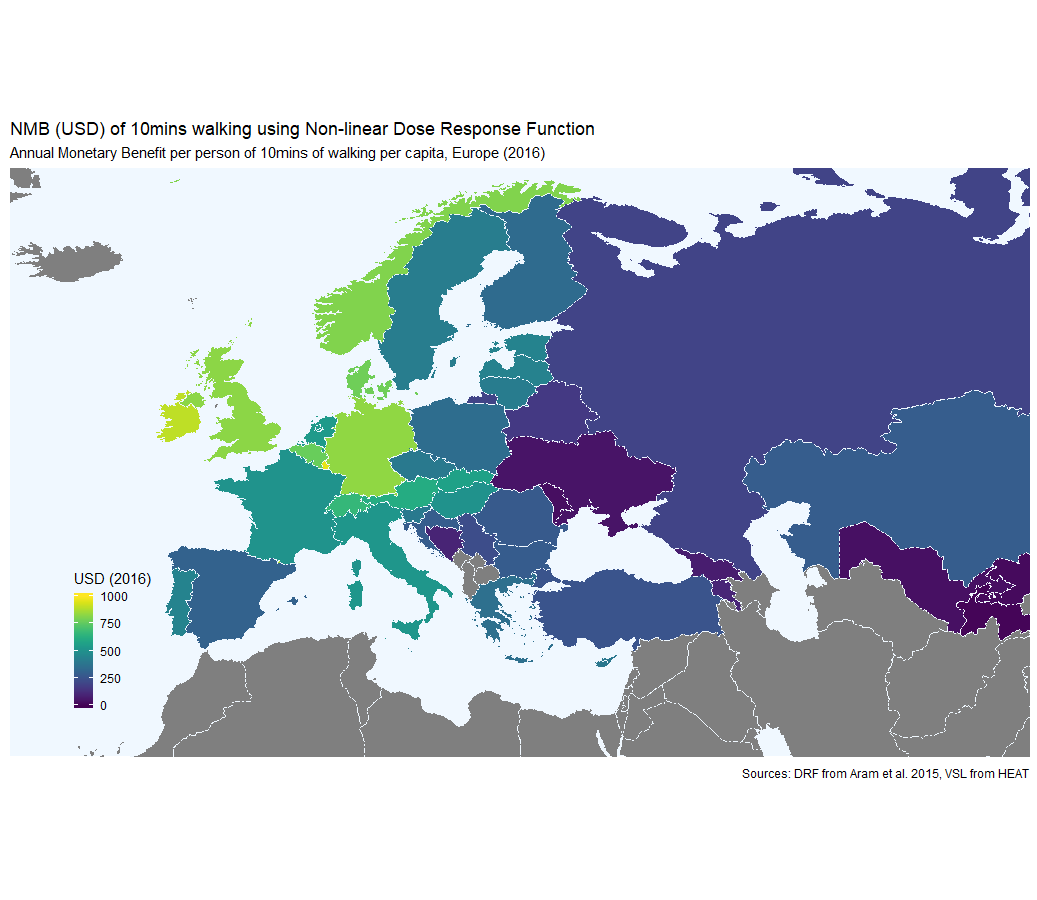 NMB (USD) of 10mins walking using Non-linear Dose Response Function
Annual Monetary Benefit per person of 10mins of walking per capita, Europe (2016)
USD (2016)
1000
750
500
250
0
Sources: DRF from Aram et al. 2015, VSL from HEAT